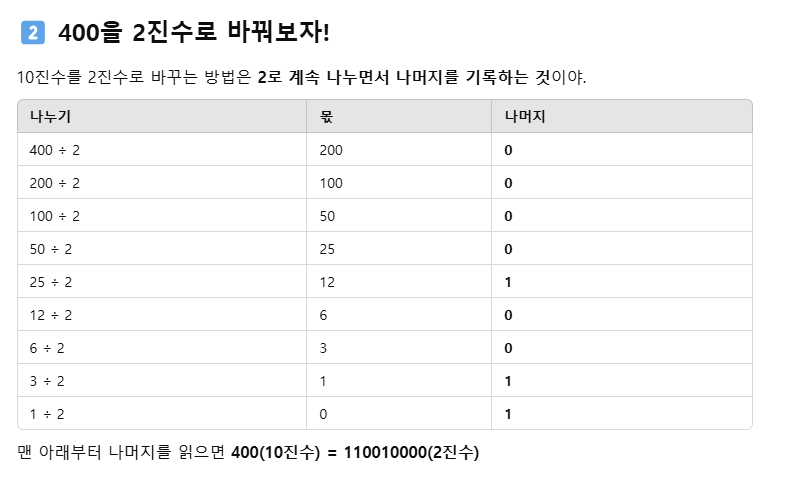 2 400을 2진수로 바꿔보자!
10진수를 2진수로 바꾸는 방법은 2로 계속 나누면서 나머지를 기록하는 것이야.
나누기 몫 나머지
400 ÷ 2 200 0
200 ÷ 2 100 0
100 ÷ 2 50 0
50 ÷ 2 25 0
25 ÷ 2 12 1
12 ÷ 2 6 0
6 ÷ 2 3 0
3 ÷ 2 1 1
1 ÷ 2 0 1
맨 아래부터 나머지를 읽으면 400(10진수) = 110010000(2진수)